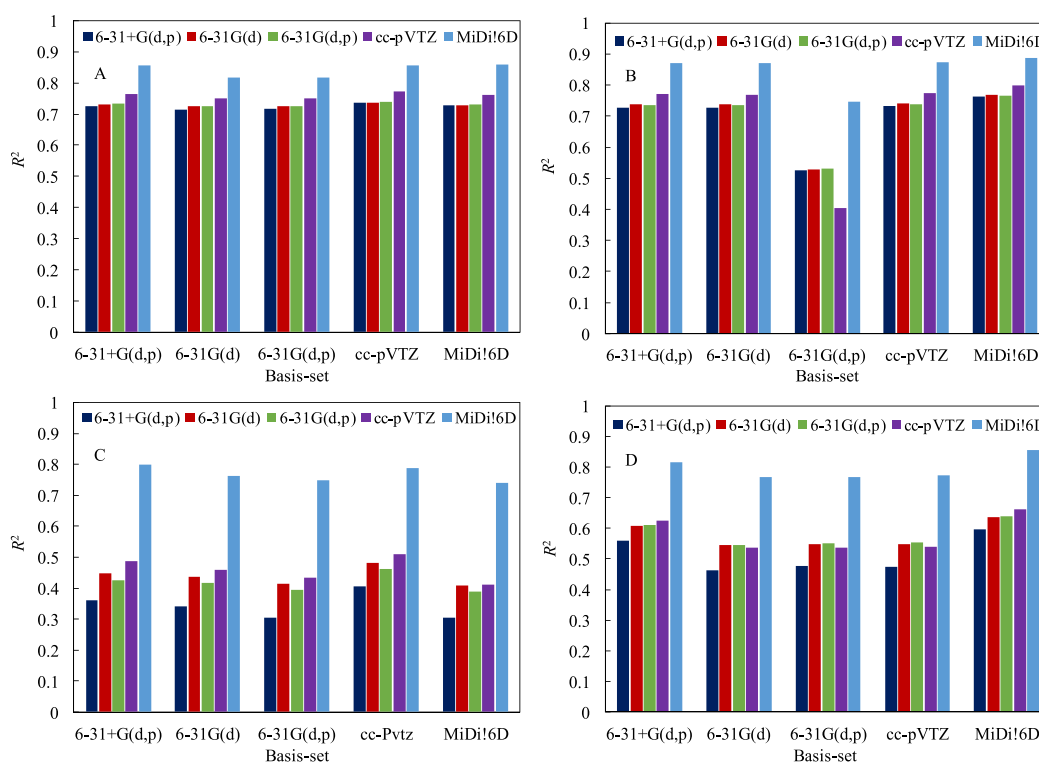 6-31+G(d,p) 6-31G(d) 6-31G(d,p) cc-pVTZ MiDi!6D
A
R²
1
0.9
0.8
0.7
0.6
0.5
0.4
0.3
0.2
0.1
0
6-31+G(d,p) 6-31G(d) 6-31G(d,p) cc-pVTZ MiDi!6D
Basis-set
6-31+G(d,p) 6-31G(d) 6-31G(d,p) cc-pVTZ MiDi!6D
B
R²
1
0.9
0.8
0.7
0.6
0.5
0.4
0.3
0.2
0.1
0
6-31+G(d,p) 6-31G(d) 6-31G(d,p) cc-pVTZ MiDi!6D
Basis-set
6-31+G(d,p) 6-31G(d) 6-31G(d,p) cc-pVTZ MiDi!6D
C
R²
1
0.9
0.8
0.7
0.6
0.5
0.4
0.3
0.2
0.1
0
6-31+G(d,p) 6-31G(d) 6-31G(d,p) cc-Pvtz MiDi!6D
Basis-set
6-31+G(d,p) 6-31G(d) 6-31G(d,p) cc-pVTZ MiDi!6D
D
R²
1
0.9
0.8
0.7
0.6
0.5
0.4
0.3
0.2
0.1
0
6-31+G(d,p) 6-31G(d) 6-31G(d,p) cc-pVTZ MiDi!6D
Basis-set